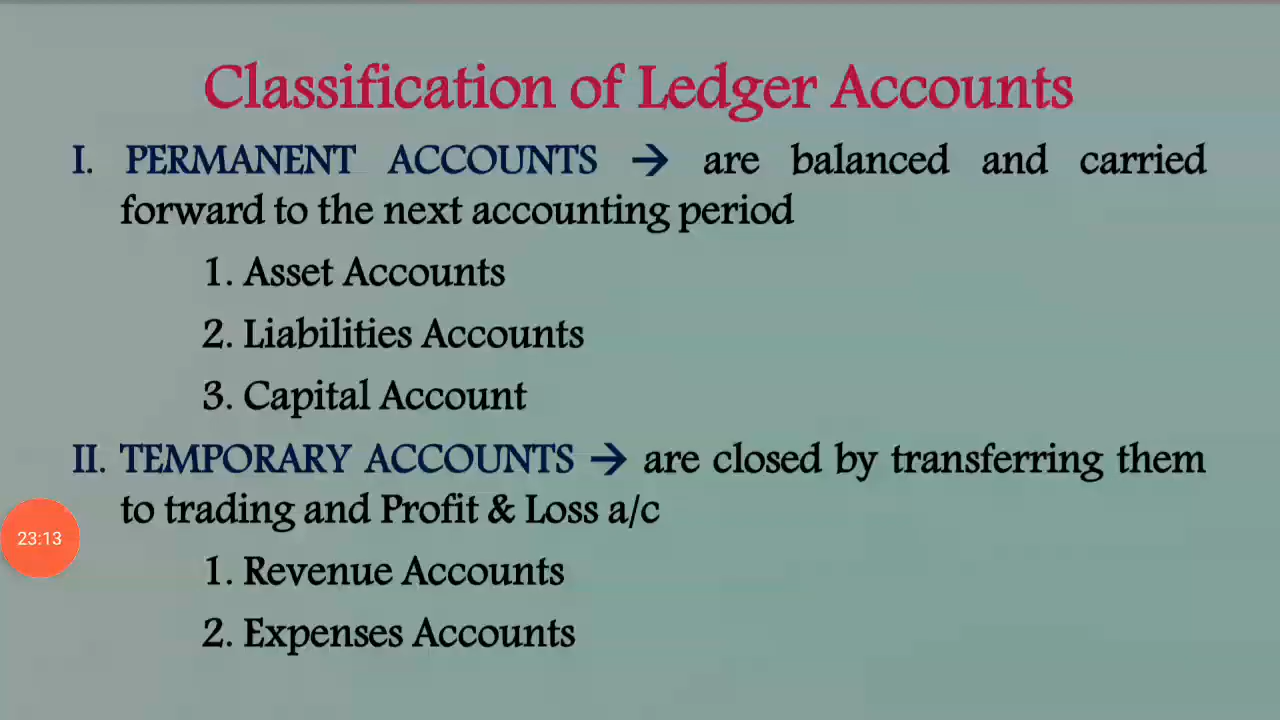 Classification of Ledger Accounts
I. PERMANENT ACCOUNTS → are balanced and carried
forward to the next accounting period
1. Asset Accounts
2. Liabilities Accounts
3. Capital Account
II. TEMPORARY ACCOUNTS → are closed by transferring them
to trading and Profit & Loss a/c
23:13
1. Revenue Accounts
2. Expenses Accounts